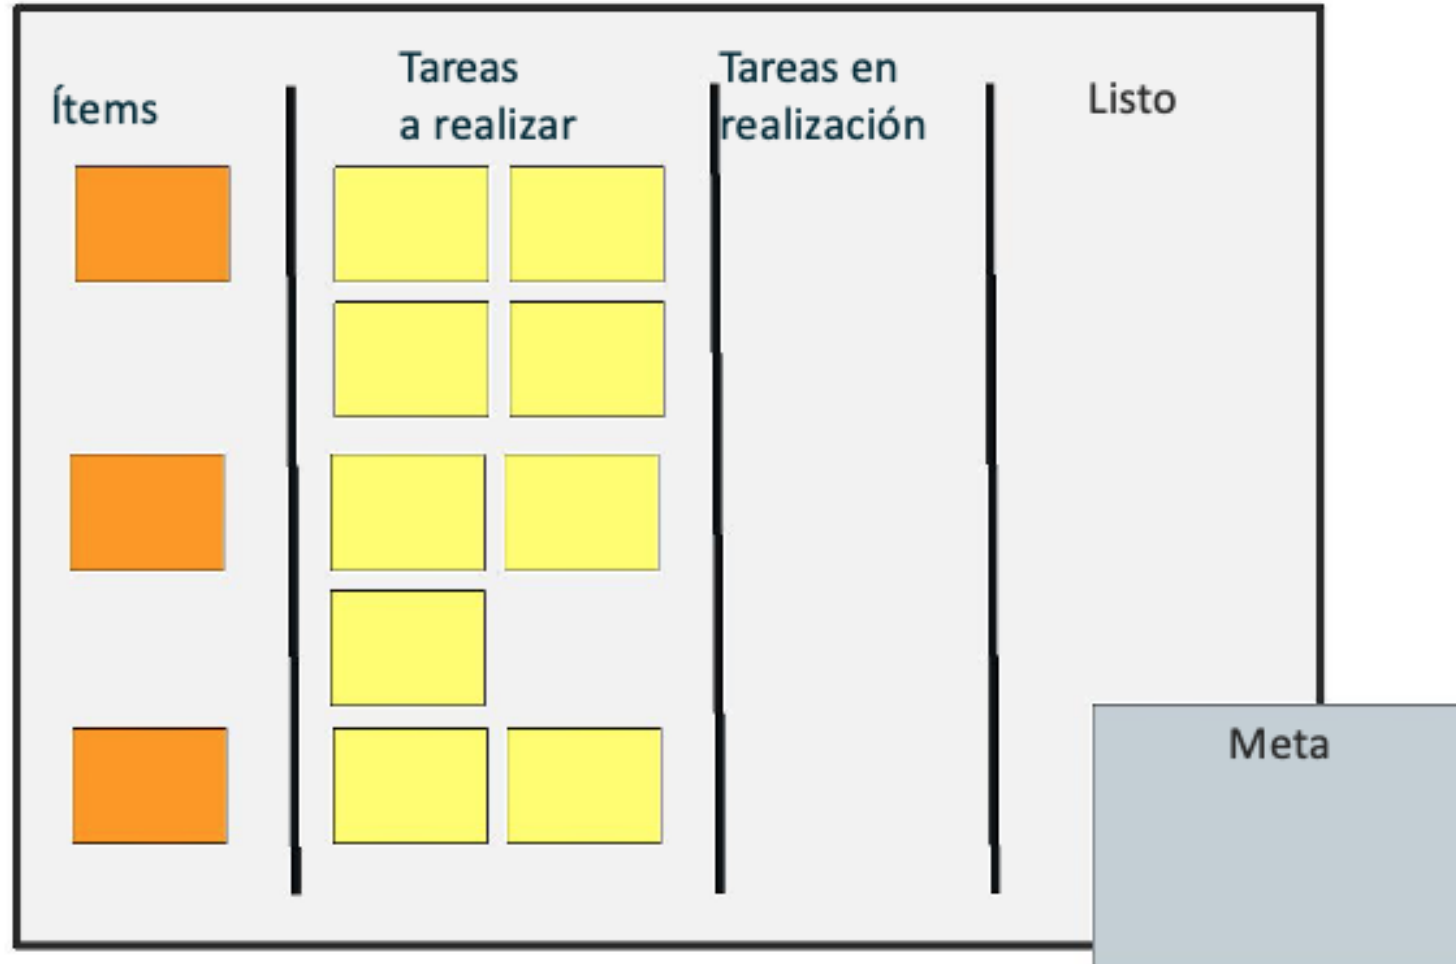 Ítems
Tareas
a realizar
Tareas en
realización
Listo
Meta